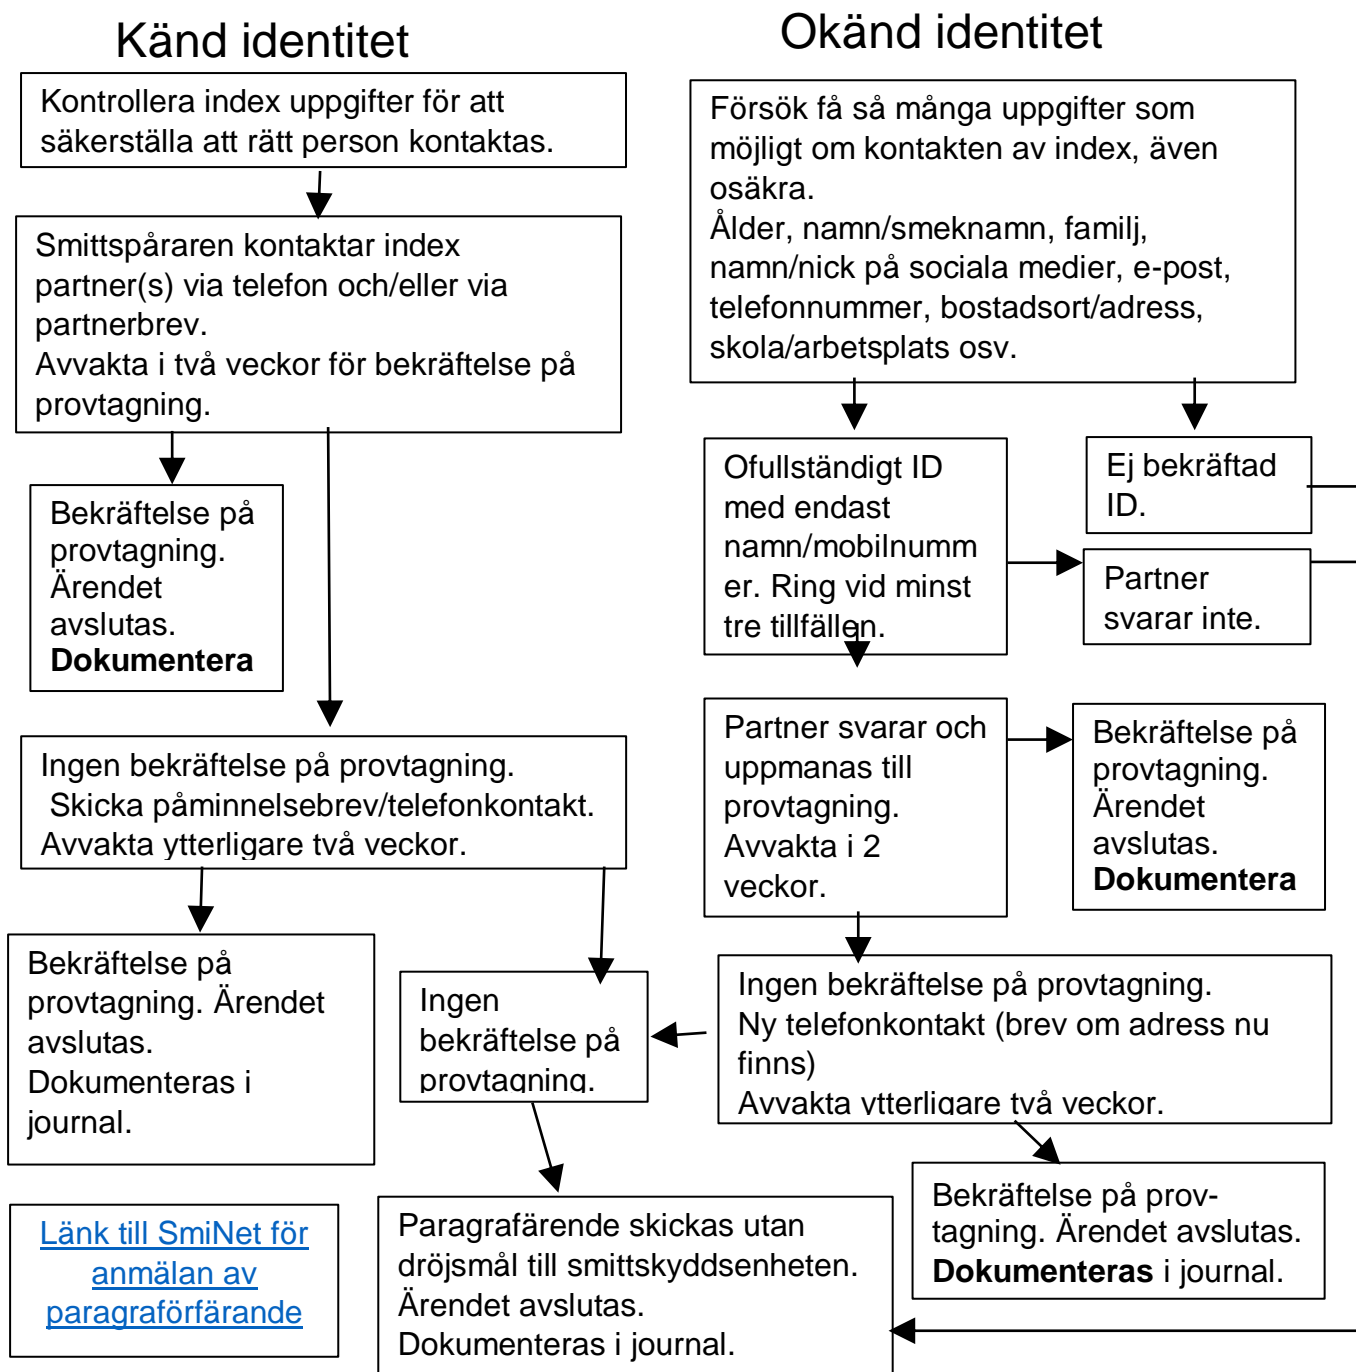 Känd identitet
Kontrollera index uppgifter för att
säkerställa att rätt person kontaktas.
Smittspåraren kontaktar index
partner(s) via telefon och/eller via
partnerbrev.
Avvakta i två veckor för bekräftelse på
provtagning.
Bekräftelse på
provtagning.
Ärendet
avslutas.
Dokumentera
Ingen bekräftelse på provtagning.
Skicka påminnelsebrev/telefonkontakt.
Avvakta ytterligare två veckor.
Bekräftelse på
provtagning. Ärendet
avslutas.
Dokumenteras i
journal.
Ingen
bekräftelse på
provtagning.
Okänd identitet
Försök få så många uppgifter som
möjligt om kontakten av index, även
osäkra.
Ålder, namn/smeknamn, familj,
namn/nick på sociala medier, e-post,
telefonnummer, bostadsort/adress,
skola/arbetsplats osv.
Ofullständigt ID
med endast
namn/mobilnumm
er. Ring vid minst
tre tillfällen.
Ej bekräftad
ID.
Partner
svarar inte.
Partner svarar och
uppmanas till
provtagning.
Avvakta i 2
veckor.
Bekräftelse på
provtagning.
Ärendet
avslutas.
Dokumentera
Ingen bekräftelse på provtagning.
Ny telefonkontakt (brev om adress nu
finns)
Avvakta ytterligare två veckor.
Bekräftelse på prov-
tagning. Ärendet avslutas.
Dokumenteras i journal.
Paragrafärende skickas utan
dröjsmål till smittskyddsenheten.
Ärendet avslutas.
Dokumenteras i journal.
Länk till SmiNet för
anmälan av
paragraförfärande